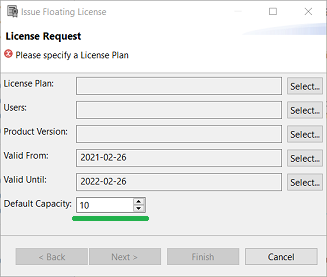 Issue Floating License
License Request
Please specify a License Plan
License Plan: Select...
Users: Select...
Product Version: Select...
Valid From: 2021-02-26 Select...
Valid Until: 2022-02-26 Select...
Default Capacity: 10
< Back Next > Finish Cancel